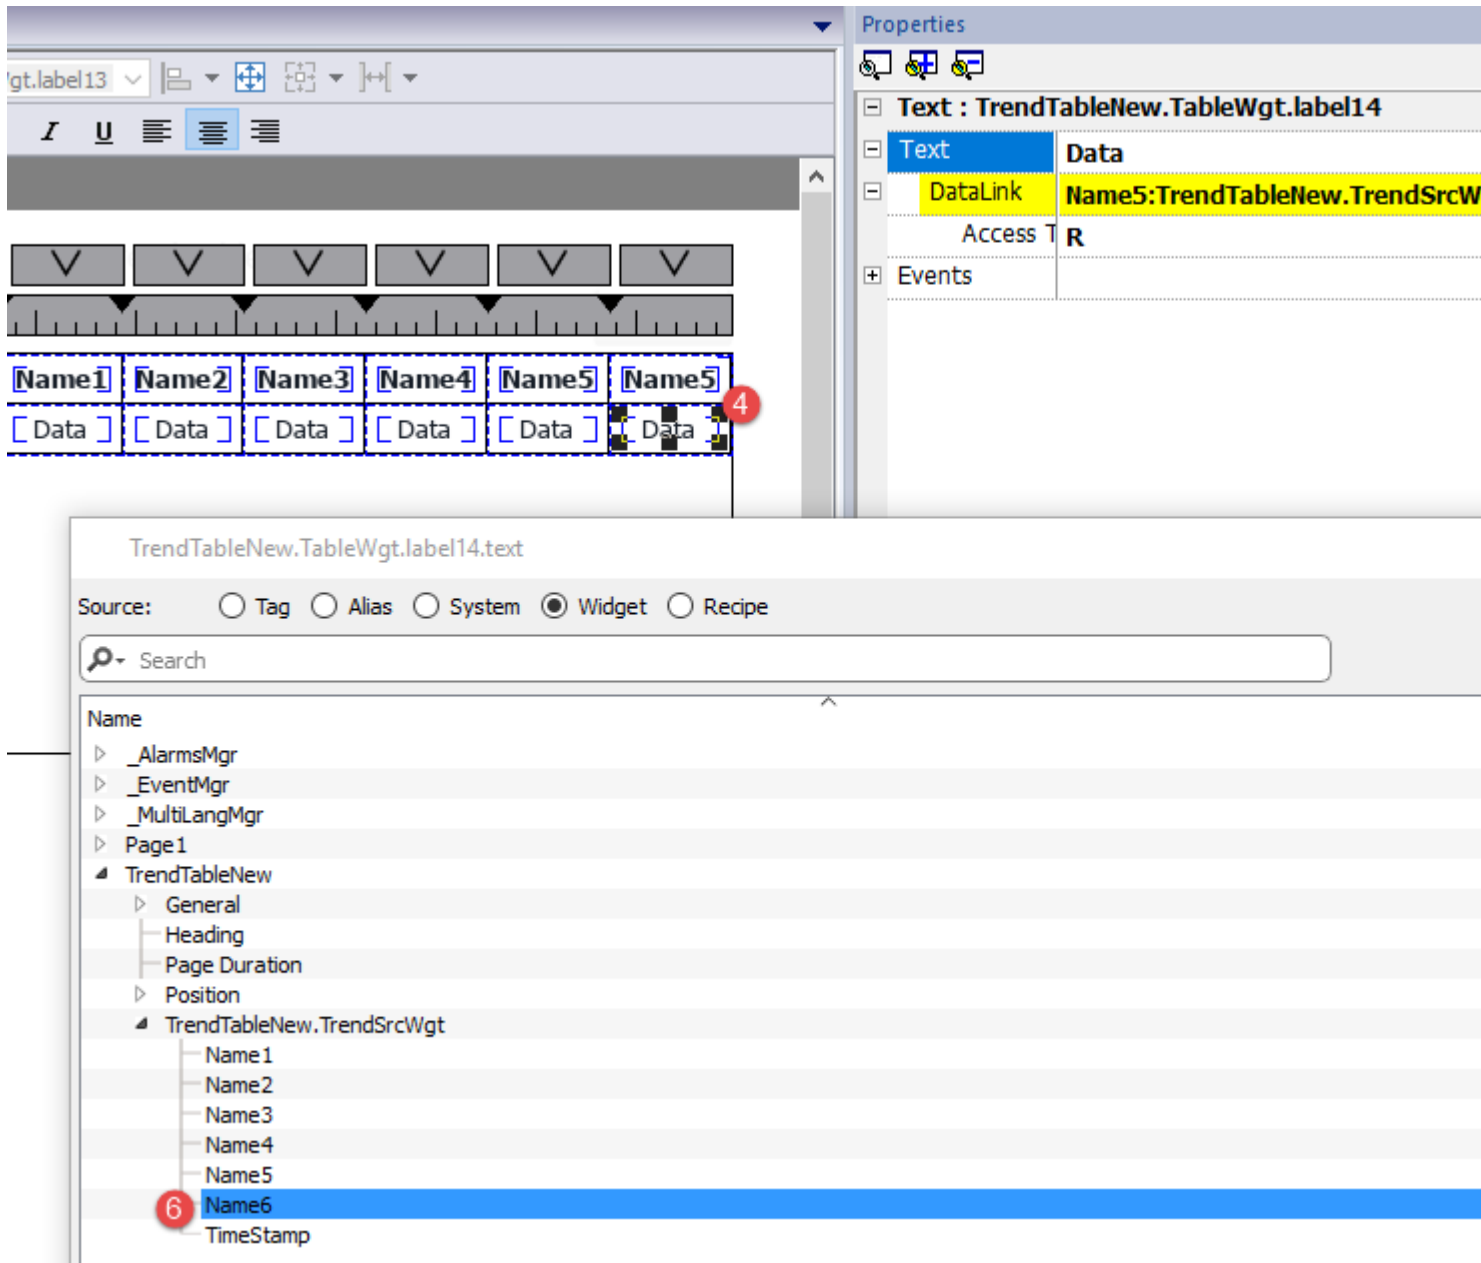 Properties
gt.label13
I U
Text : TrendTableNew.TableWgt.label14
Text Data
DataLink Name5:TrendTableNew.TrendSrcW
Access T R
Events
Name1 Name2 Name3 Name4 Name5 Name5
4
Data Data Data Data Data Data
TrendTableNew.TableWgt.label14.text
Source: Tag Alias System Widget Recipe
Search
Name
_AlarmsMgr
_EventMgr
_MultiLangMgr
Page1
TrendTableNew
General
Heading
Page Duration
Position
TrendTableNew.TrendSrcWgt
Name1
Name2
Name3
Name4
Name5
6 Name6
TimeStamp